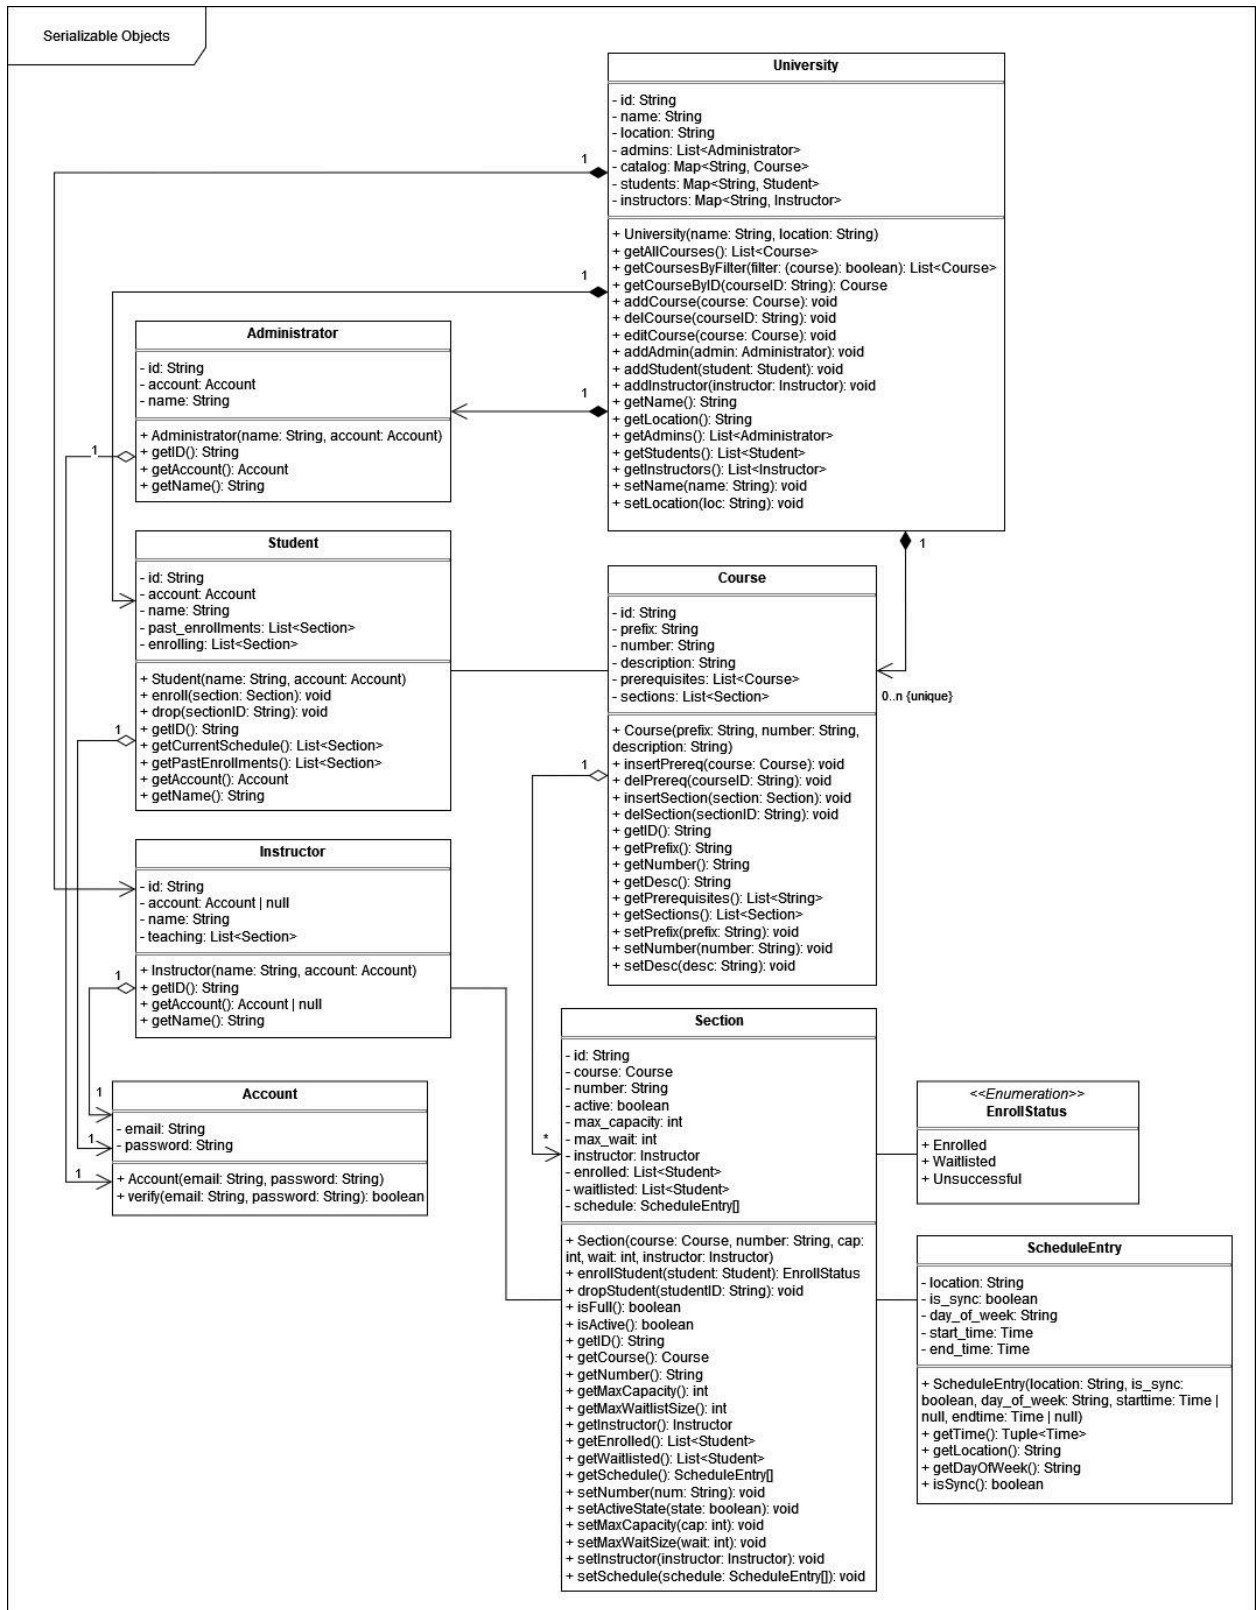 Serializable Objects
University
- id: String
- name: String
- location: String
- admins: List<Administrator>
- catalog: Map<String, Course>
- students: Map<String, Student>
- instructors: Map<String, Instructor>
+ University(name: String, location: String)
+ getAllCourses(): List<Course>
+ getCoursesByFilter(filter: (course): boolean): List<Course>
+ getCourseByID(courseID: String): Course
+ addCourse(course: Course): void
+ delCourse(courseID: String): void
+ editCourse(course: Course): void
+ addAdmin(admin: Administrator): void
+ addStudent(student: Student): void
+ addInstructor(instructor: Instructor): void
+ getName(): String
+ getLocation(): String
+ getAdmins(): List<Administrator>
+ getStudents(): List<Student>
+ getInstructors(): List<Instructor>
+ setName(name: String): void
+ setLocation(loc: String): void
1
1
1
1
Administrator
- id: String
- account: Account
- name: String
+ Administrator(name: String, account: Account)
+ getID(): String
+ getAccount(): Account
+ getName(): String
1
Student
- id: String
- account: Account
- name: String
- past_enrollments: List<Section>
- enrolling: List<Section>
+ Student(name: String, account: Account)
+ enroll(section: Section): void
+ drop(sectionID: String): void
+ getID(): String
+ getCurrentSchedule(): List<Section>
+ getPastEnrollments(): List<Section>
+ getAccount(): Account
+ getName(): String
1
Course
- id: String
- prefix: String
- number: String
- description: String
- prerequisites: List<Course>
- sections: List<Section>
+ Course(prefix: String, number: String,
description: String)
+ insertPrereq(course: Course): void
+ delPrereq(courseID: String): void
+ insertSection(section: Section): void
+ delSection(sectionID: String): void
+ getID(): String
+ getPrefix(): String
+ getNumber(): String
+ getDesc(): String
+ getPrerequisites(): List<String>
+ getSections(): List<Section>
+ setPrefix(prefix: String): void
+ setNumber(number: String): void
+ setDesc(desc: String): void
0..n {unique}
1
Instructor
- id: String
- account: Account | null
- name: String
- teaching: List<Section>
+ Instructor(name: String, account: Account)
+ getID(): String
+ getAccount(): Account | null
+ getName(): String
1
Account
- email: String
- password: String
+ Account(email: String, password: String)
+ verify(email: String, password: String): boolean
1
1
1
Section
- id: String
- course: Course
- number: String
- active: boolean
- max_capacity: int
- max_wait: int
- instructor: Instructor
- enrolled: List<Student>
- waitlisted: List<Student>
- schedule: ScheduleEntry[]
+ Section(course: Course, number: String, cap:
int, wait: int, instructor: Instructor)
+ enrollStudent(student: Student): EnrollStatus
+ dropStudent(studentID: String): void
+ isFull(): boolean
+ isActive(): boolean
+ getID(): String
+ getCourse(): Course
+ getNumber(): String
+ getMaxCapacity(): int
+ getMaxWaitlistSize(): int
+ getInstructor(): Instructor
+ getEnrolled(): List<Student>
+ getWaitlisted(): List<Student>
+ getSchedule(): ScheduleEntry[]
+ setNumber(num: String): void
+ setActiveState(state: boolean): void
+ setMaxCapacity(cap: int): void
+ setMaxWaitSize(wait: int): void
+ setInstructor(instructor: Instructor): void
+ setSchedule(schedule: ScheduleEntry[]): void
*
<<Enumeration>>
EnrollStatus
+ Enrolled
+ Waitlisted
+ Unsuccessful
ScheduleEntry
- location: String
- is_sync: boolean
- day_of_week: String
- start_time: Time
- end_time: Time
+ ScheduleEntry(location: String, is_sync:
boolean, day_of_week: String, starttime: Time |
null, endtime: Time | null)
+ getTime(): Tuple<Time>
+ getLocation(): String
+ getDayOfWeek(): String
+ isSync(): boolean